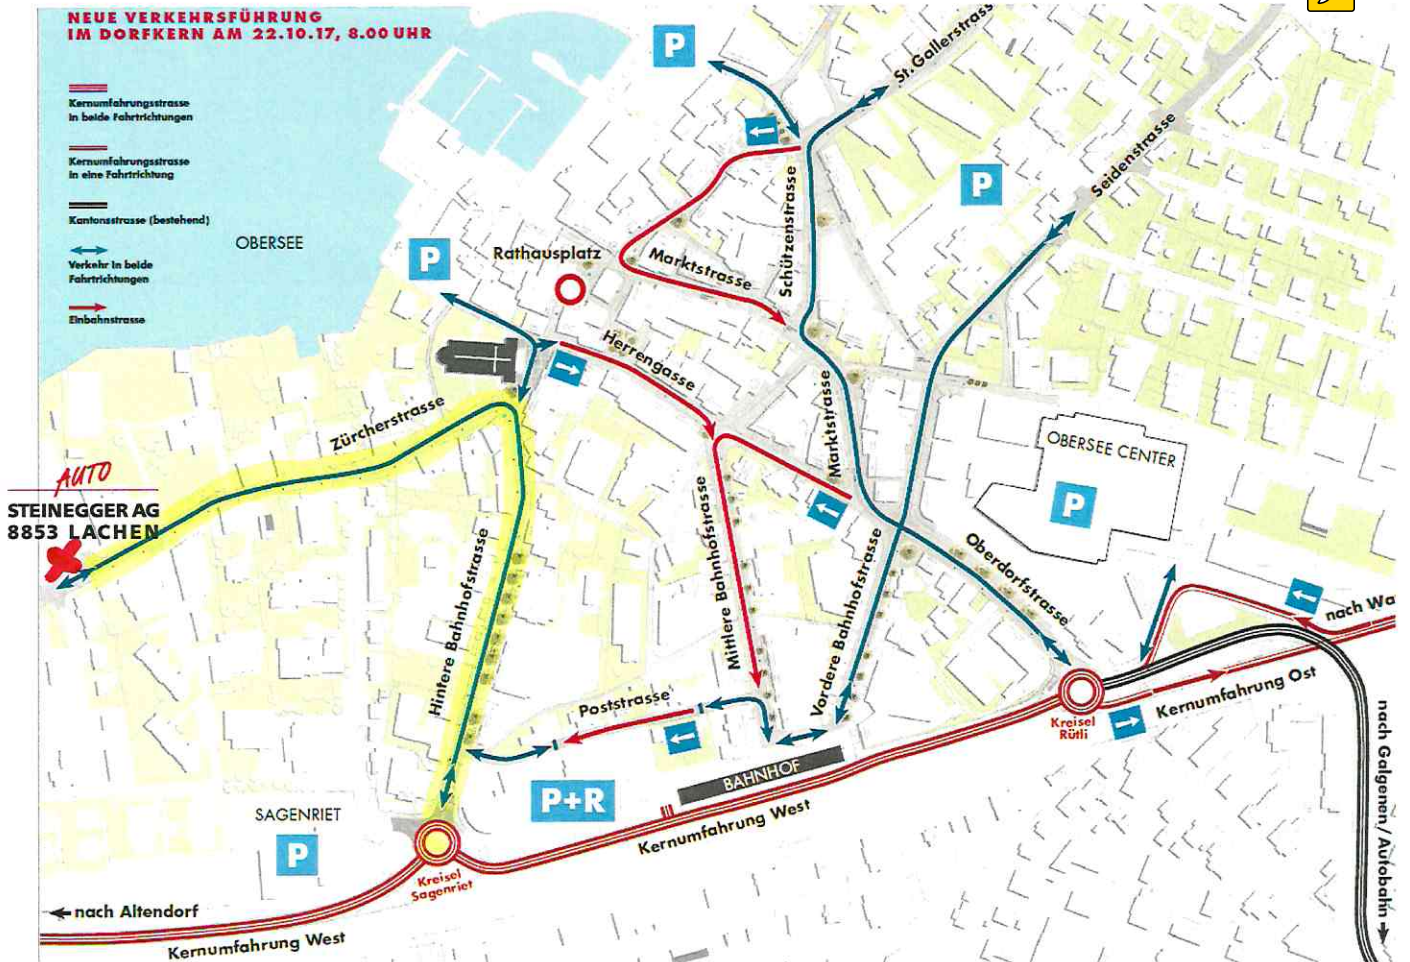 NEUE VERKEHRSFÜHRUNG
IM DORFKERN AM 22.10.17, 8.00 UHR
Kernumfahrungsstrasse
in beide Fahrtrichtungen
Kernumfahrungsstrasse
in eine Fahrtrichtung
Kantonsstrasse (bestehend)
Verkehr in beide
Fahrtrichtungen
Einbahnstrasse
OBERSEE
P
St.Gallerstrasse
Seidenstrasse
P
Schützenstrasse
Rathausplatz
P
Marktstrasse
Herrengasse
Marktstrasse
Zürcherstrasse
OBERSEE CENTER
P
AUTO
STEINEGGER AG
8853 LACHEN
Hintere Bahnhofstrasse
Mittlere Bahnhofstrasse
Vordere Bahnhofstrasse
Oberdorfstrasse
nach Wa
Kernumfahrung Ost
Kreisel
Rütli
Poststrasse
P+R
BAHNHOF
Kernumfahrung West
nach Galgenen/Autobahn
SAGENRIET
P
Kreisel
Sagenriet
nach Altendorf
Kernumfahrung West